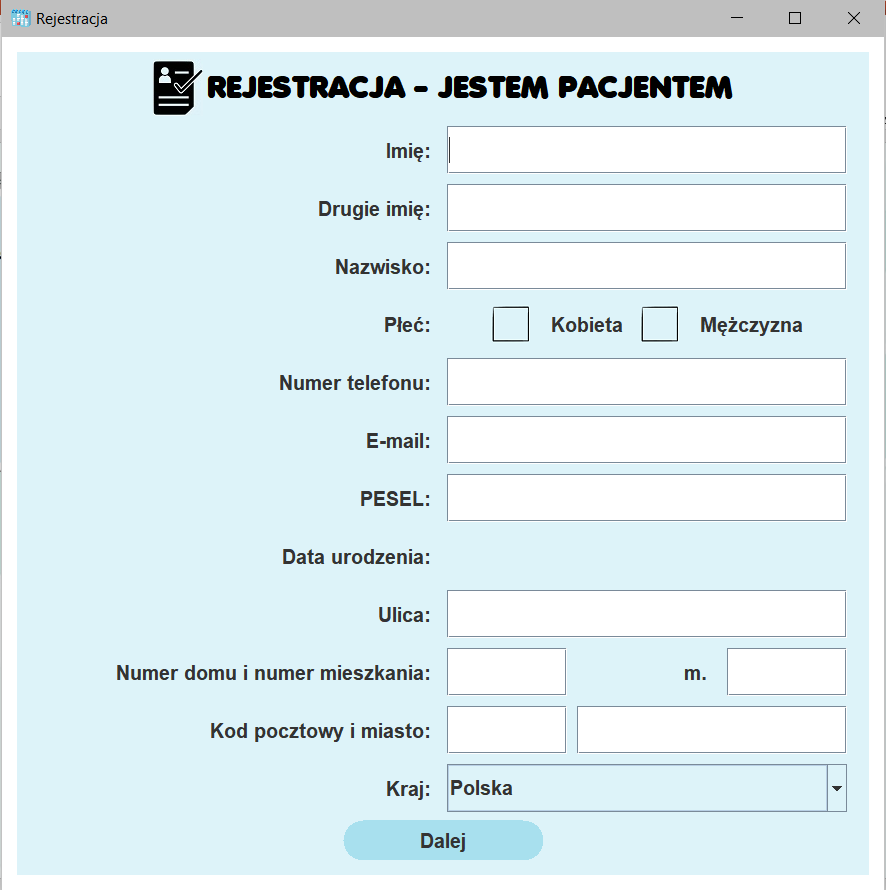 Rejestracja
REJESTRACJA - JESTEM PACJENTEM
Imię:
Drugie imię:
Nazwisko:
Płeć: Kobieta Mężczyzna
Numer telefonu:
E-mail:
PESEL:
Data urodzenia:
Ulica:
Numer domu i numer mieszkania: m.
Kod pocztowy i miasto:
Kraj: Polska
Dalej